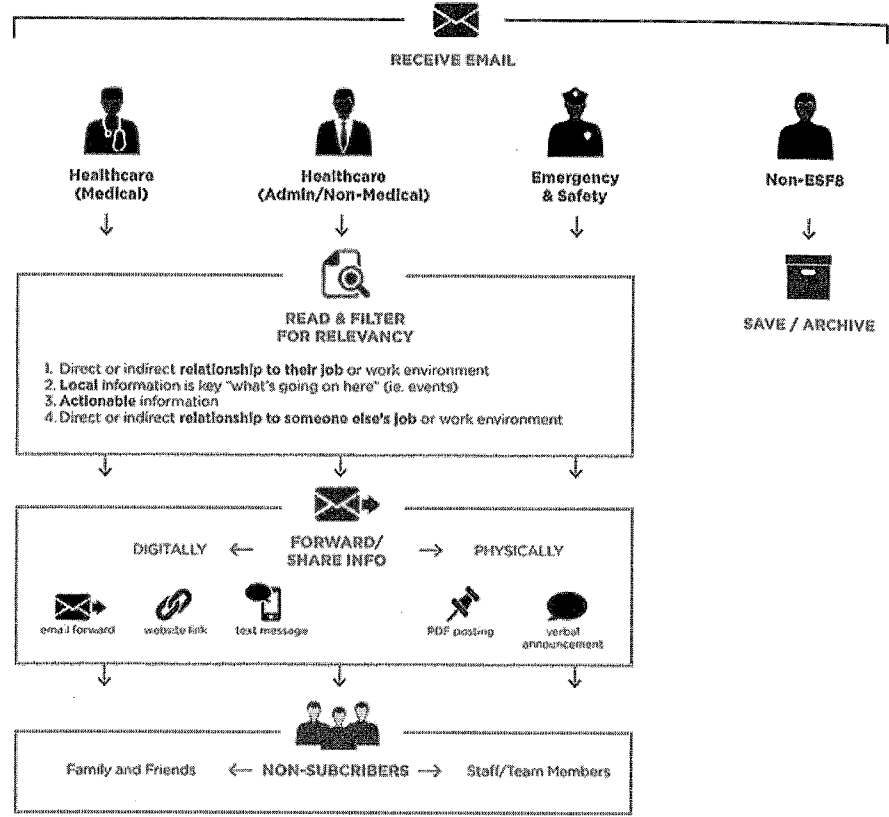 RECEIVE EMAIL
Healthcare
(Medical)
Healthcare
(Admin/Non-Medical)
Emergency
& Safety
Non-ESF8
READ & FILTER
FOR RELEVANCY
SAVE / ARCHIVE
1. Direct or indirect relationship to their job or work environment
2. Local information is key "what's going on here" (ie. events)
3. Actionable information
4. Direct or indirect relationship to someone else's job or work environment
DIGITALLY
FORWARD/
SHARE INFO
PHYSICALLY
email forward
website link
text message
PDF posting
verbal
announcement
Family and Friends
NON-SUBCRIBERS
Staff/Team Members